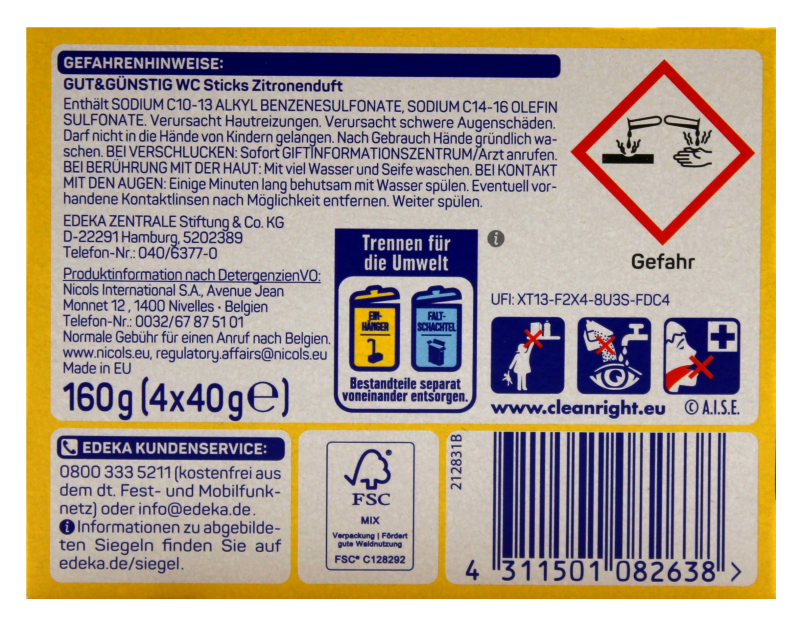 GEFAHRENHINWEISE:
GUT&GÜNSTIG WC Sticks Zitronenduft
Enthält SODIUM C10-13 ALKYL BENZENESULFONATE, SODIUM C14-16 OLEFIN
SULFONATE. Verursacht Hautreizungen. Verursacht schwere Augenschäden.
Darf nicht in die Hände von Kindern gelangen. Nach Gebrauch Hände gründlich wa-
schen. BEI VERSCHLUCKEN: Sofort GIFTINFORMATIONSZENTRUM/Arzt anrufen.
BEI BERÜHRUNG MIT DER HAUT: Mit viel Wasser und Seife waschen. BEI KONTAKT
MIT DEN AUGEN: Einige Minuten lang behutsam mit Wasser spülen. Eventuell vor-
handene Kontaktlinsen nach Möglichkeit entfernen. Weiter spülen.
EDEKA ZENTRALE Stiftung & Co. KG
D-22291 Hamburg, 5202389
Telefon-Nr.: 040/6377-0
Produktinformation nach DetergenzienVO:
Nicols International S.A., Avenue Jean
Monnet 12 , 1400 Nivelles · Belgien
Telefon-Nr.: 0032/67 87 51 01
Normale Gebühr für einen Anruf nach Belgien.
www.nicols.eu, regulatory.affairs@nicols.eu
Made in EU
160g (4x40g℮)
Trennen für
die Umwelt
EIN-
HÄNGER
FALT-
SCHACHTEL
Bestandteile separat
voneinander entsorgen.
i
Gefahr
UFI: XT13-F2X4-8U3S-FDC4
www.cleanright.eu
© A.I.S.E.
EDEKA KUNDENSERVICE:
0800 333 5211 (kostenfrei aus
dem dt. Fest- und Mobilfunk-
netz) oder info@edeka.de.
i Informationen zu abgebilde-
ten Siegeln finden Sie auf
edeka.de/siegel.
FSC
MIX
Verpackung | Fördert
gute Waldnutzung
FSC® C128292
212831B
4 311501 082638 >